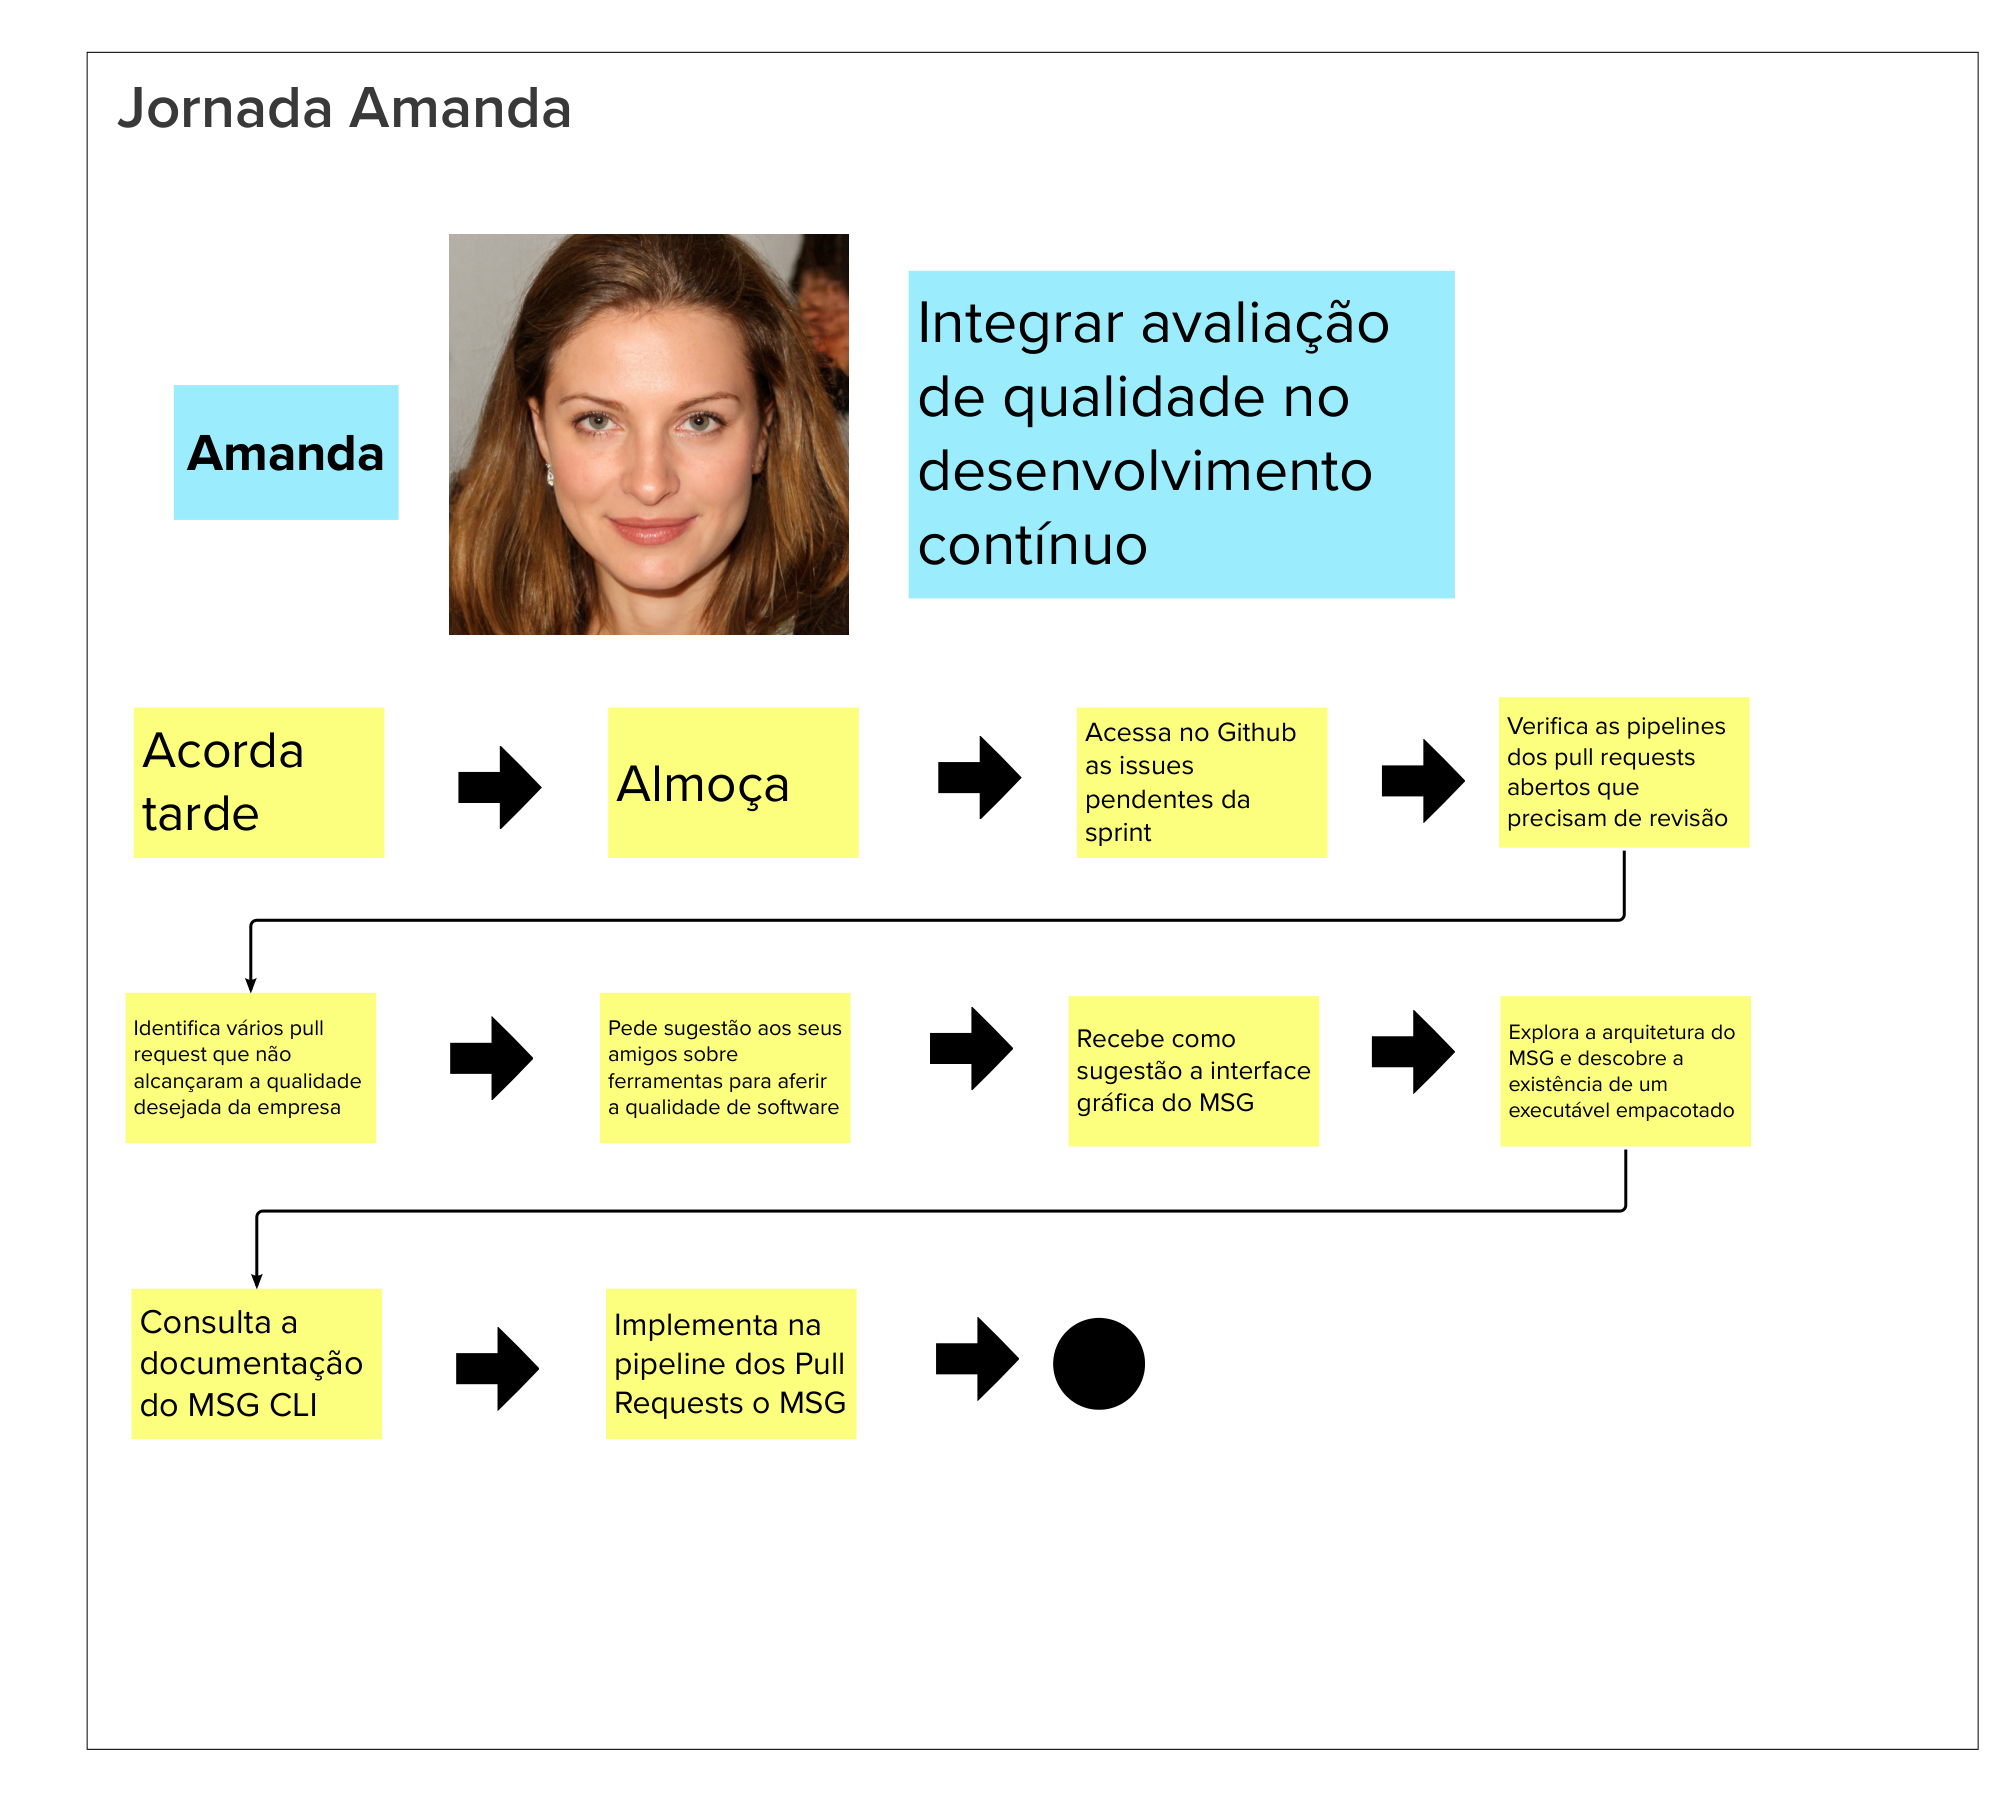 Jornada Amanda
Amanda
Integrar avaliação
de qualidade no
desenvolvimento
contínuo
Acorda
tarde
Almoça
Acessa no Github
as issues
pendentes da
sprint
Verifica as pipelines
dos pull requests
abertos que
precisam de revisão
Identifica vários pull
request que não
alcançaram a qualidade
desejada da empresa
Pede sugestão aos seus
amigos sobre
ferramentas para aferir
a qualidade de software
Recebe como
sugestão a interface
gráfica do MSG
Explora a arquitetura do
MSG e descobre a
existência de um
executável empacotado
Consulta a
documentação
do MSG CLI
Implementa na
pipeline dos Pull
Requests o MSG